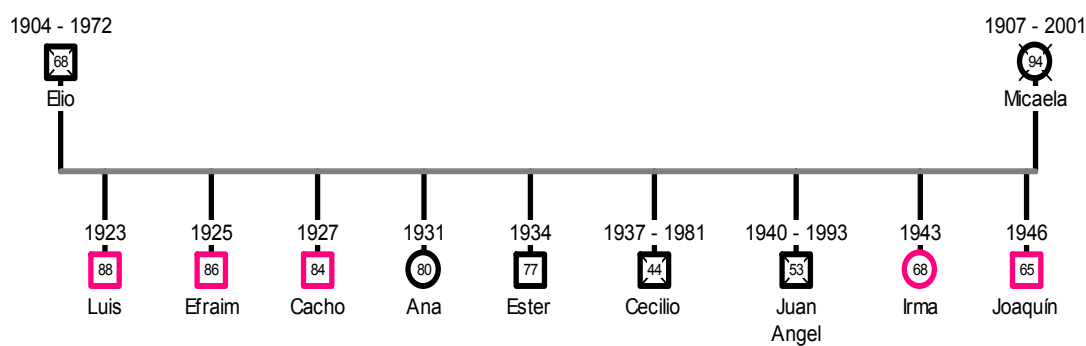 1904 - 1972
1907 - 2001
68
94
Elio
Micaela
1923
1925
1927
1931
1934
1937 - 1981
1940 - 1993
1943
1946
88
86
84
80
77
44
53
68
65
Luis
Efraim
Cacho
Ana
Ester
Cecilio
Juan
Angel
Irma
Joaquín